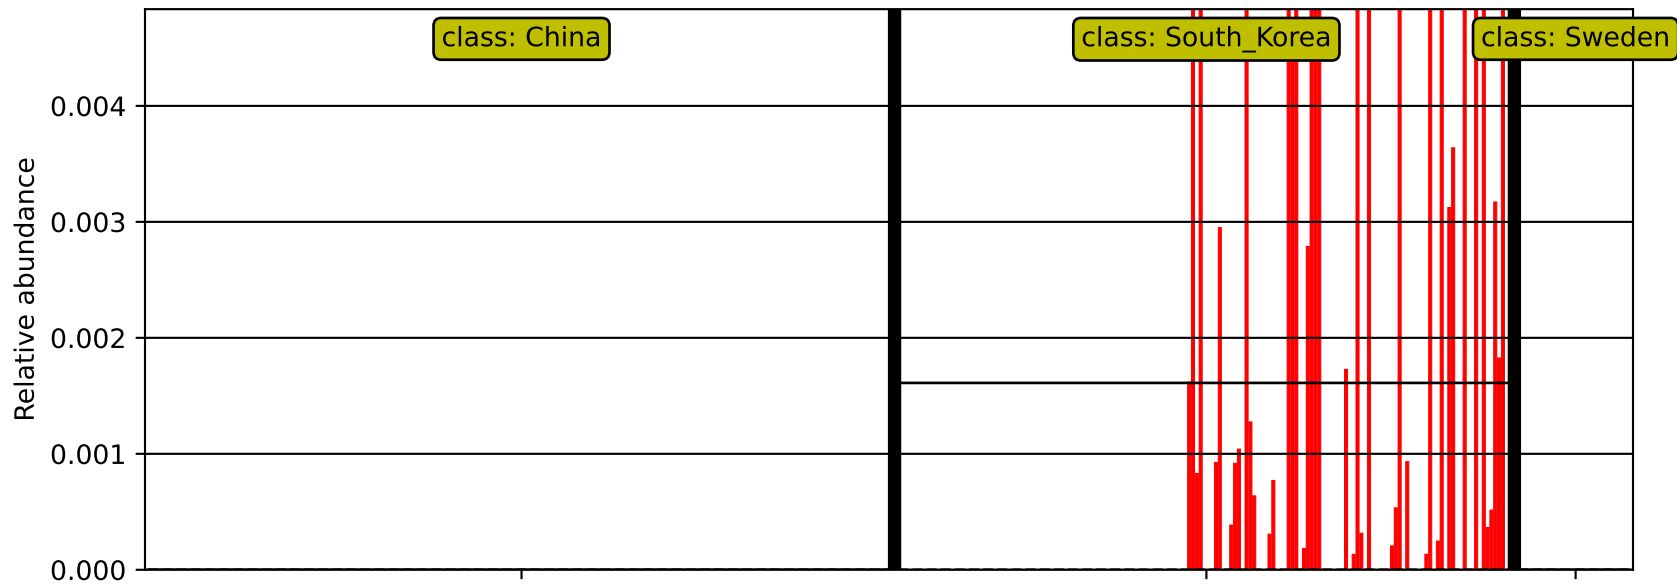 class: China
class: South_Korea
class: Sweden
Relative abundance
0.004
0.003
0.002
0.001
0.000